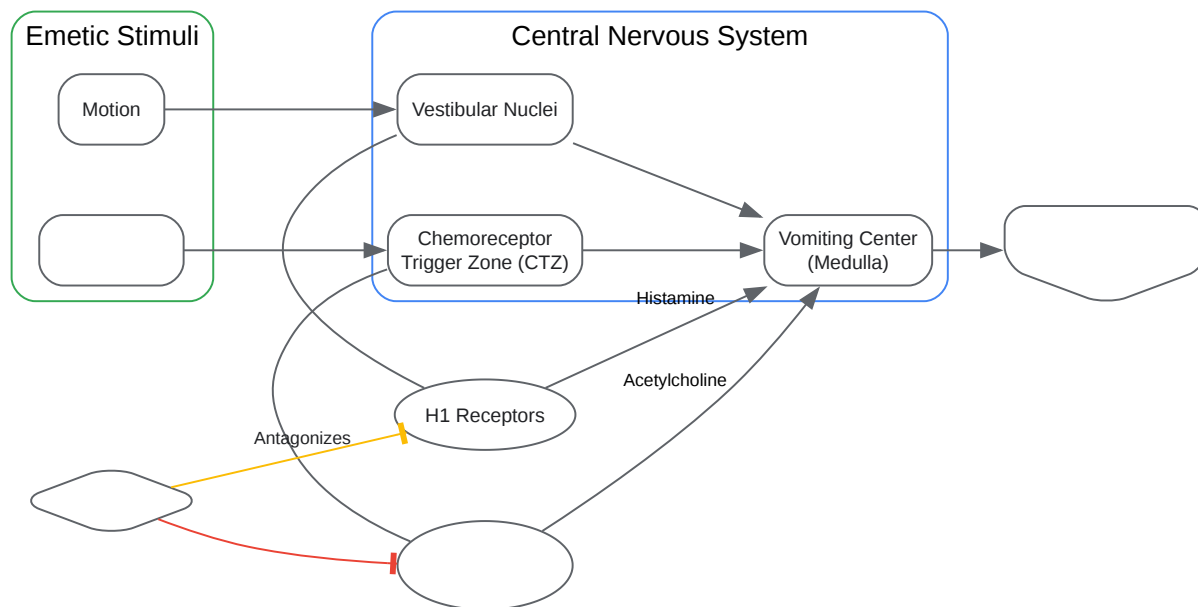 Emetic Stimuli
Central Nervous System
Motion
Vestibular Nuclei
Chemoreceptor
Trigger Zone (CTZ)
Vomiting Center
(Medulla)
Histamine
Acetylcholine
H1 Receptors
Antagonizes